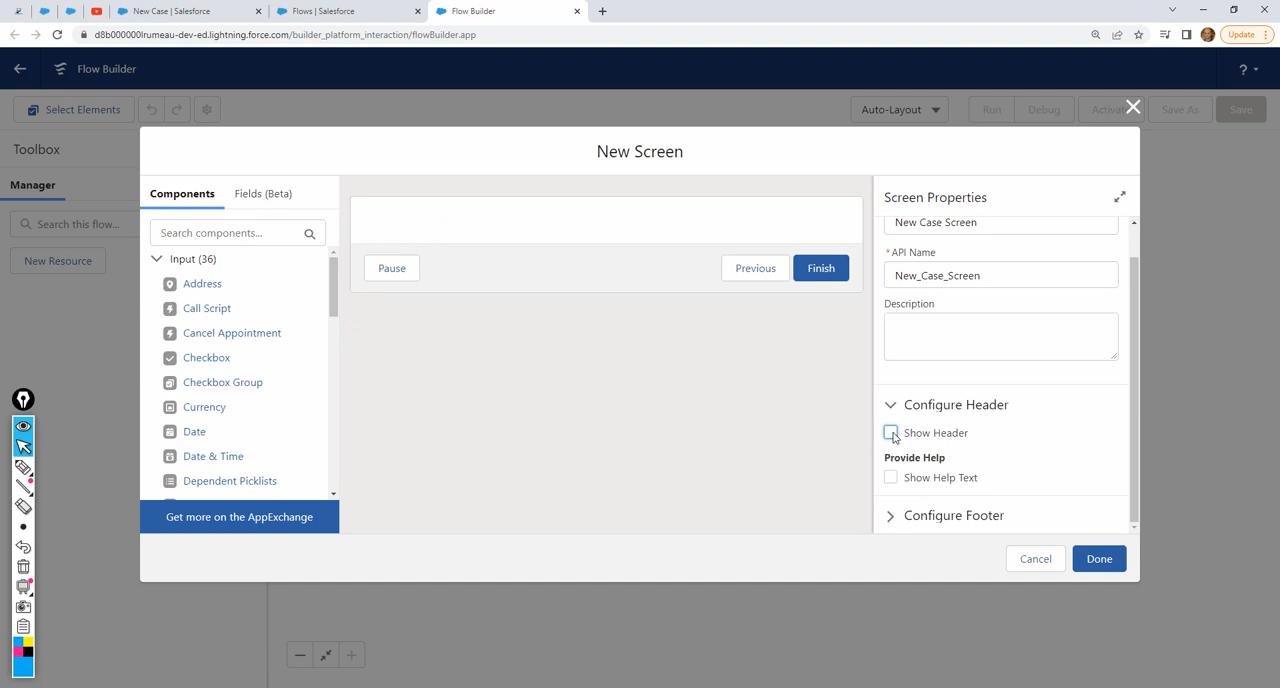 New Case | Salesforce
Flows | Salesforce
Flow Builder
d8b000000lrumeau-dev-ed.lightning.force.com/builder_platform_interaction/flowBuilder.app
Update
Flow Builder
?
Select Elements
Auto-Layout
Run
Debug
Activate
Save As
Save
Toolbox
Manager
Search this flow...
New Resource
New Screen
Components
Fields (Beta)
Search components...
Input (36)
Address
Call Script
Cancel Appointment
Checkbox
Checkbox Group
Currency
Date
Date & Time
Dependent Picklists
Get more on the AppExchange
Pause
Previous
Finish
Screen Properties
New Case Screen
*API Name
New_Case_Screen
Description
Configure Header
Show Header
Provide Help
Show Help Text
Configure Footer
Cancel
Done